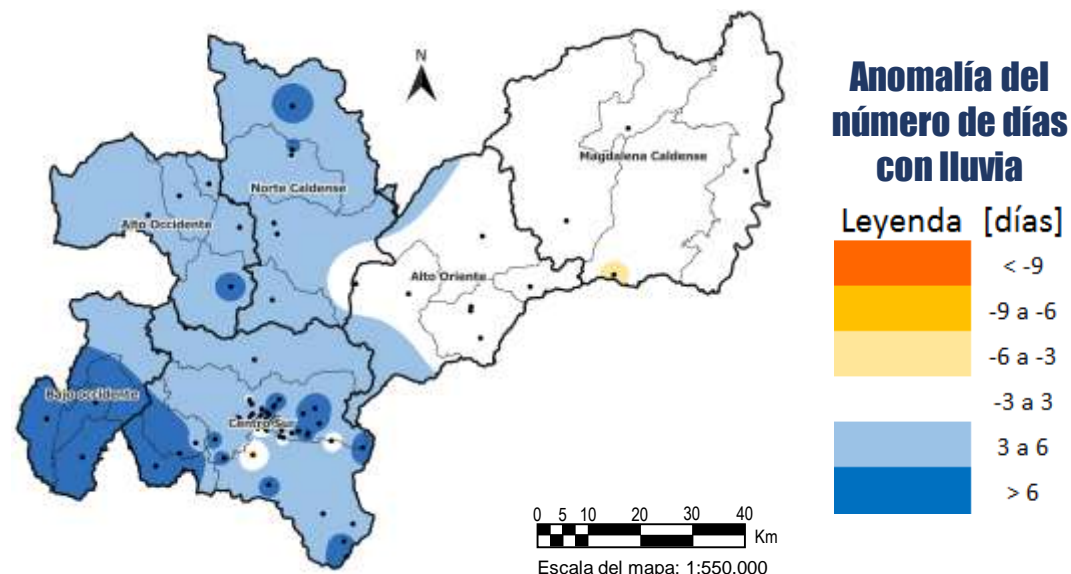 N
Magdalena Caldense
Norte Caldense
Alto Occidente
Alto Oriente
Bajo occidente
Centro Sur
Anomalía del
número de días
con lluvia
Leyenda [días]
< -9
-9 a -6
-6 a -3
-3 a 3
3 a 6
> 6
0 5 10 20 30 40
Km
Escala del mapa: 1:550.000